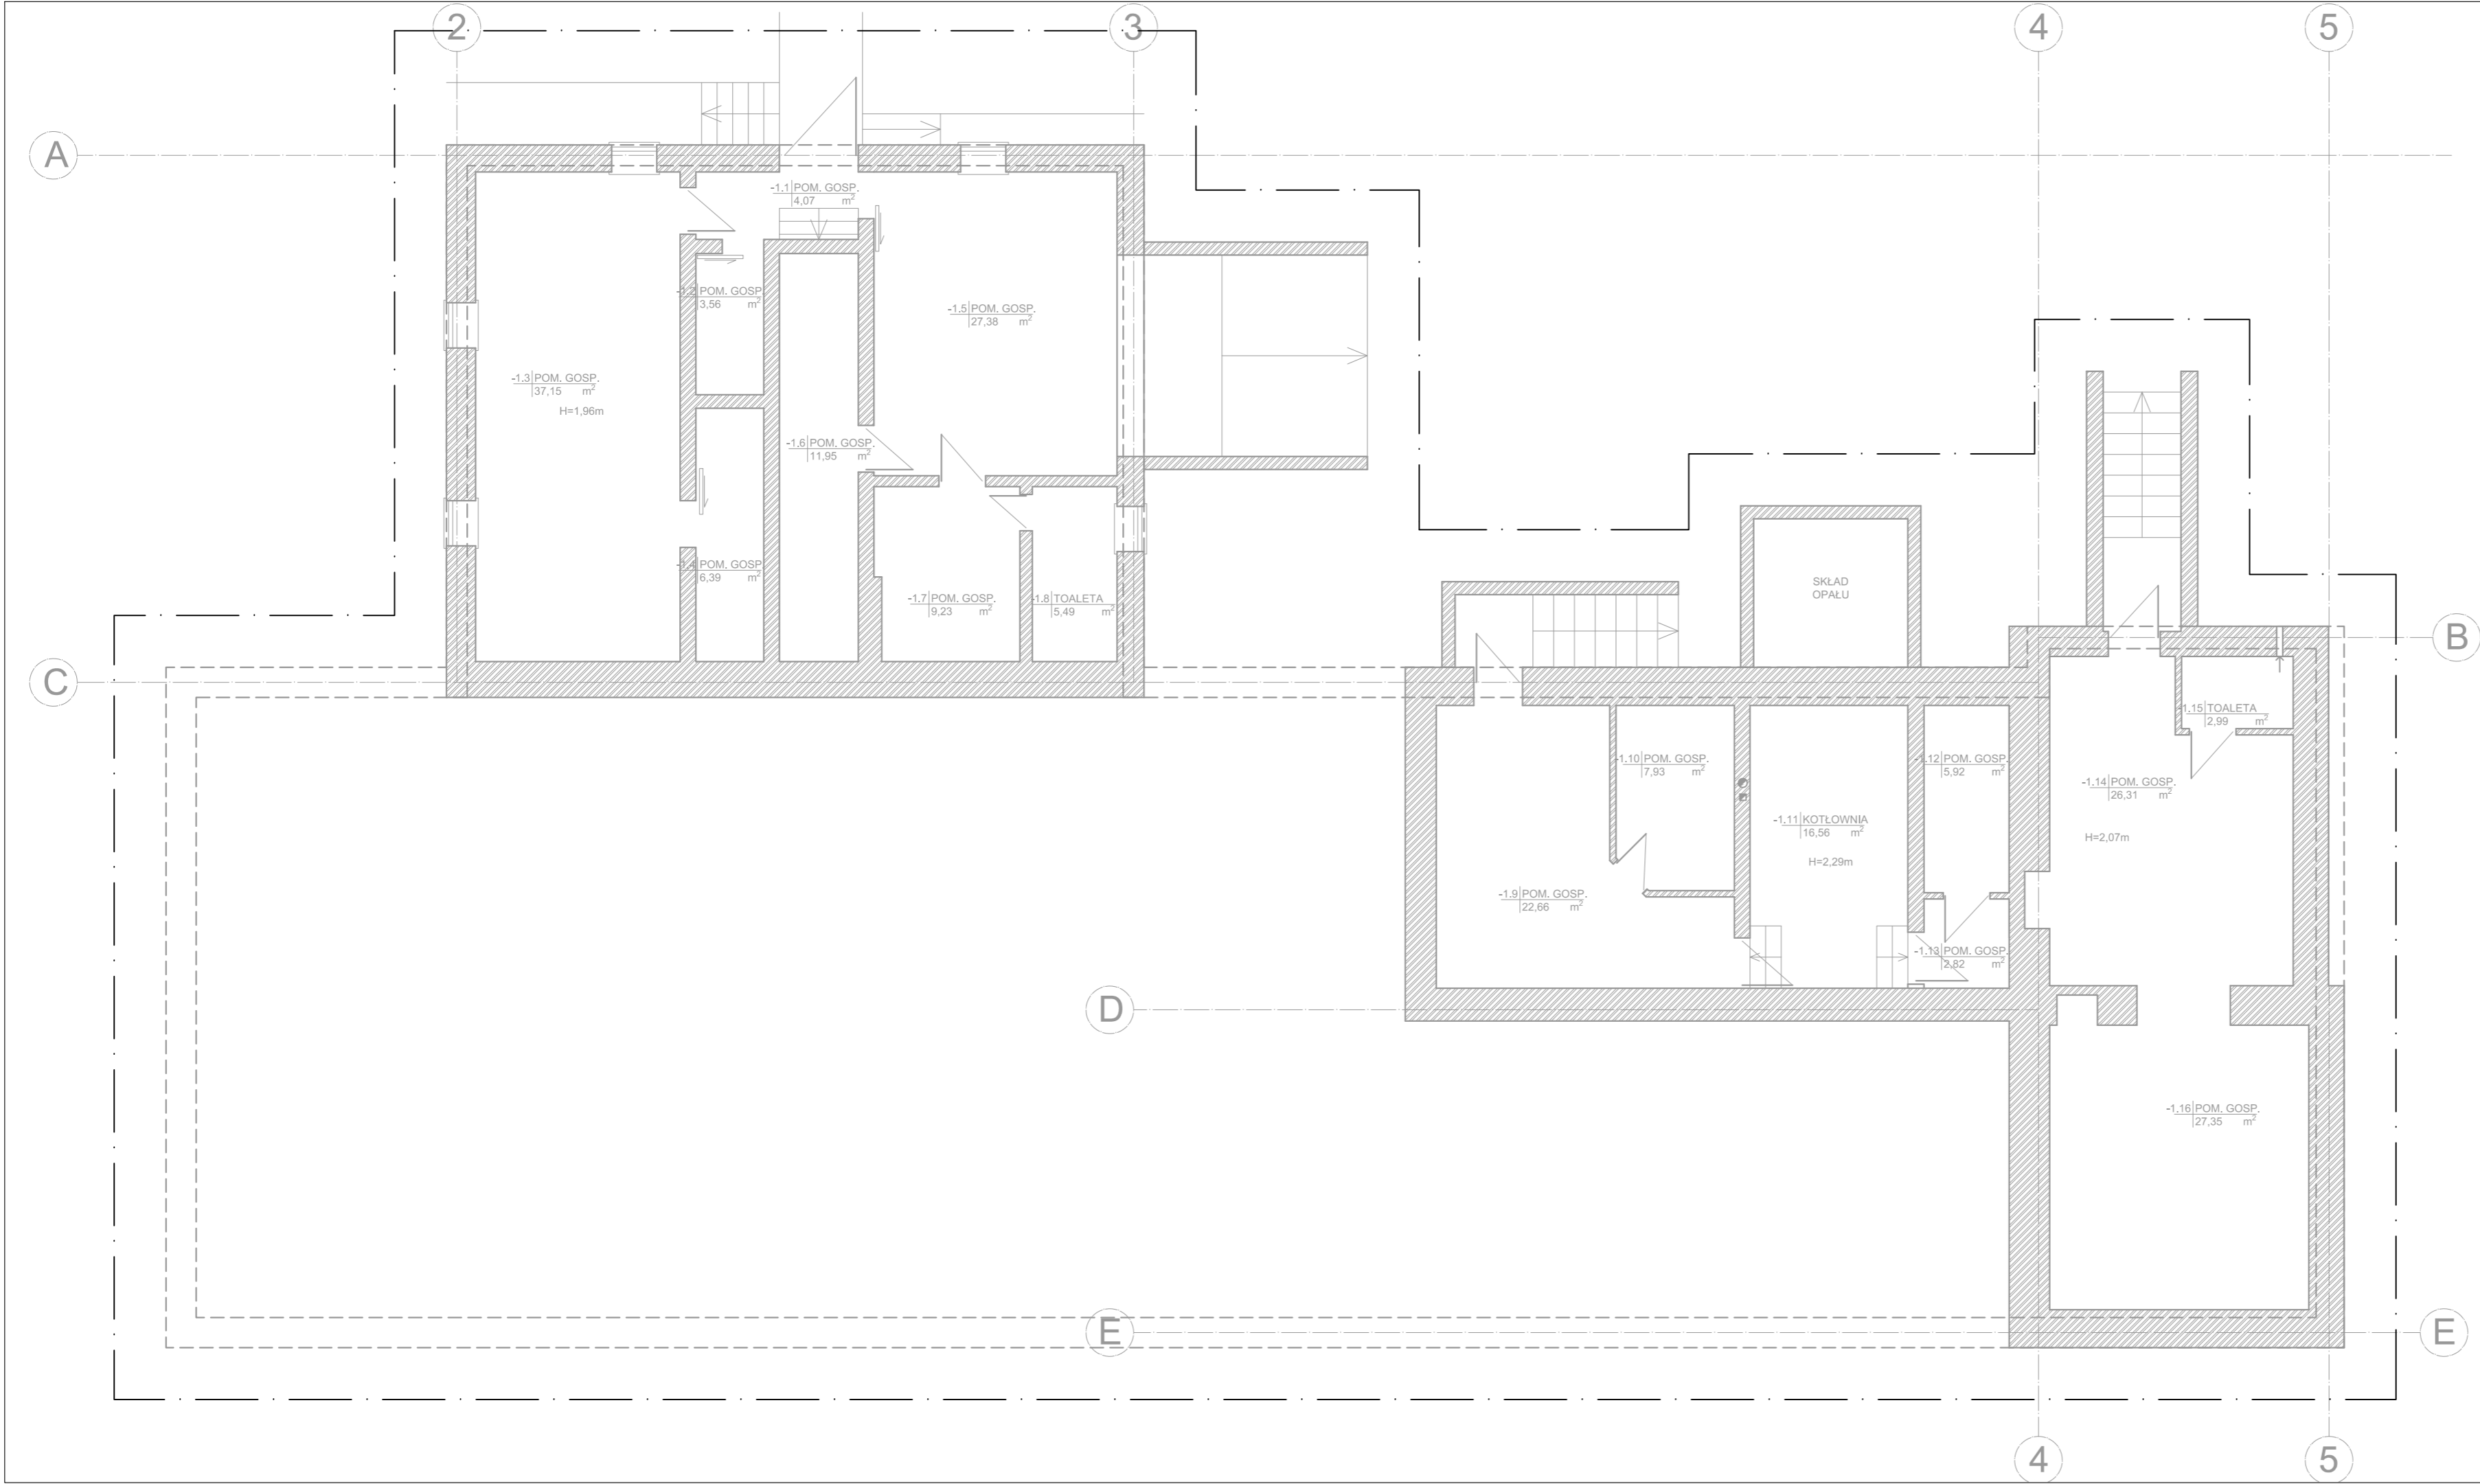 2
3
4
5
A
-1.1 POM. GOSP.
4,07 m²
-1.2 POM. GOSP.
3,56 m²
-1.5 POM. GOSP.
27,38 m²
-1.3 POM. GOSP.
37,15 m²
H=1,96m
-1.6 POM. GOSP.
11,95 m²
-1.4 POM. GOSP.
6,39 m²
-1.7 POM. GOSP.
9,23 m²
-1.8 TOALETA
5,49 m²
SKŁAD
OPAŁU
B
C
-1.15 TOALETA
2,99 m²
-1.10 POM. GOSP.
7,93 m²
-1.12 POM. GOSP.
5,92 m²
-1.14 POM. GOSP.
26,31 m²
H=2,07m
-1.11 KOTŁOWNIA
16,56 m²
H=2,29m
-1.9 POM. GOSP.
22,66 m²
-1.13 POM. GOSP.
2,82 m²
D
-1.16 POM. GOSP.
27,35 m²
E
E
4
5